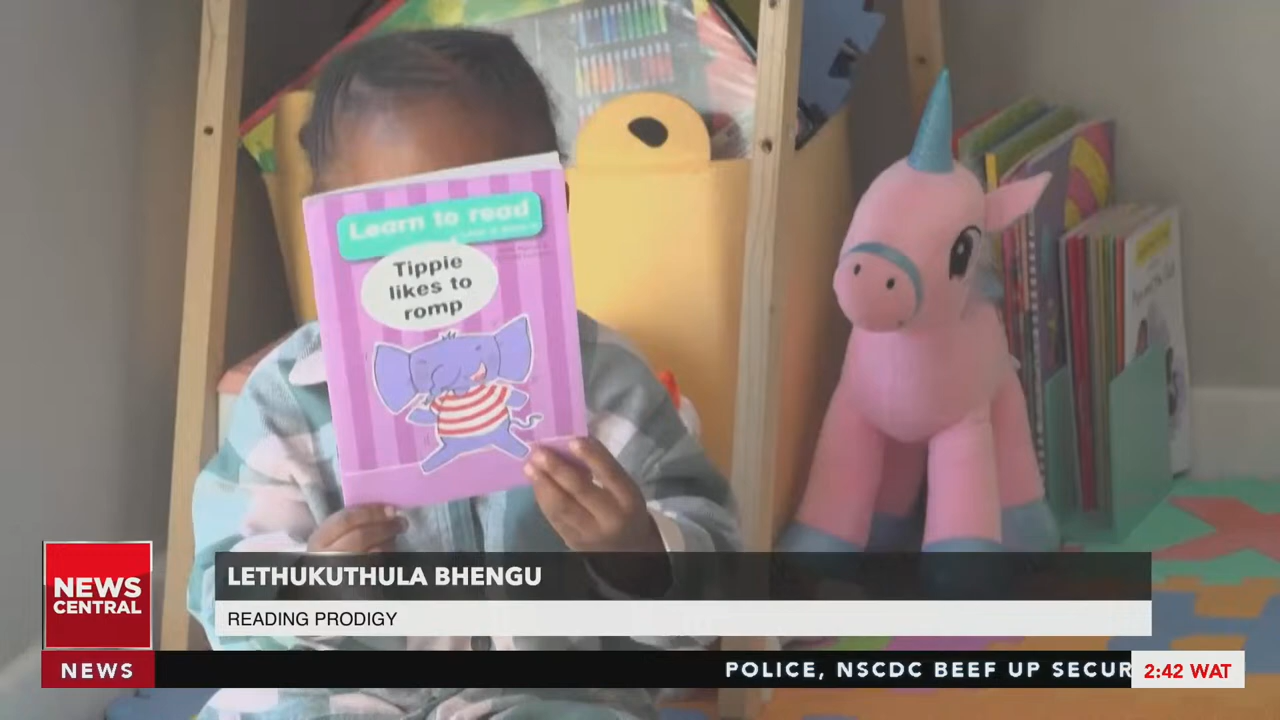 Learn to read
Tippie
likes to
romp
LETHUKUTHULA BHENGU
READING PRODIGY
NEWS
CENTRAL
NEWS
POLICE, NSCDC BEEF UP SECUR
2:42 WAT